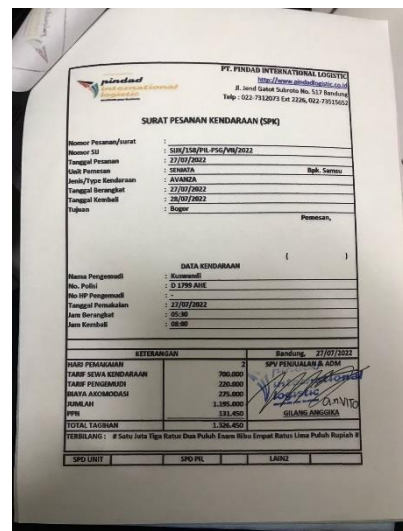 pindad
international
logistic
PT. PINDAD INTERNATIONAL LOGISTIC
http://www.pindadlogistic.co.id
Jl. Jend Gatot Subroto No. 517 Bandung
Telp : 022-7312073 Ext 2226, 022-73515652
SURAT PESANAN KENDARAAN (SPK)
Nomor Pesanan/surat :
Nomor SIJ : SIJK/158/PIL-PSG/VII/2022
Tanggal Pesanan : 27/07/2022
Unit Pemesan : SENJATA Bpk. Samsu
Jenis/Type Kendaraan : AVANZA
Tanggal Berangkat : 27/07/2022
Tanggal Kembali : 28/07/2022
Tujuan : Bogor
Pemesan,
( )
DATA KENDARAAN
Nama Pengemudi : Kuswandi
No. Polisi : D 1799 AHE
No HP Pengemudi : -
Tanggal Pemakaian : 27/07/2022
Jam Berangkat : 05:30
Jam Kembali : 08:00
KETERANGAN Bandung, 27/07/2022
HARI PEMAKAIAN 2 SPV PENJUALAN & ADM
TARIF SEWA KENDARAAN 700.000
TARIF PENGEMUDI 220.000
BIAYA AKOMODASI 275.000
JUMLAH 1.195.000
PPN 131.450 GILANG ANGGIKA
TOTAL TAGIHAN 1.326.450
TERBILANG : # Satu Juta Tiga Ratus Dua Puluh Enam Ribu Empat Ratus Lima Puluh Rupiah #
SPD UNIT SPD PIL LAIN2